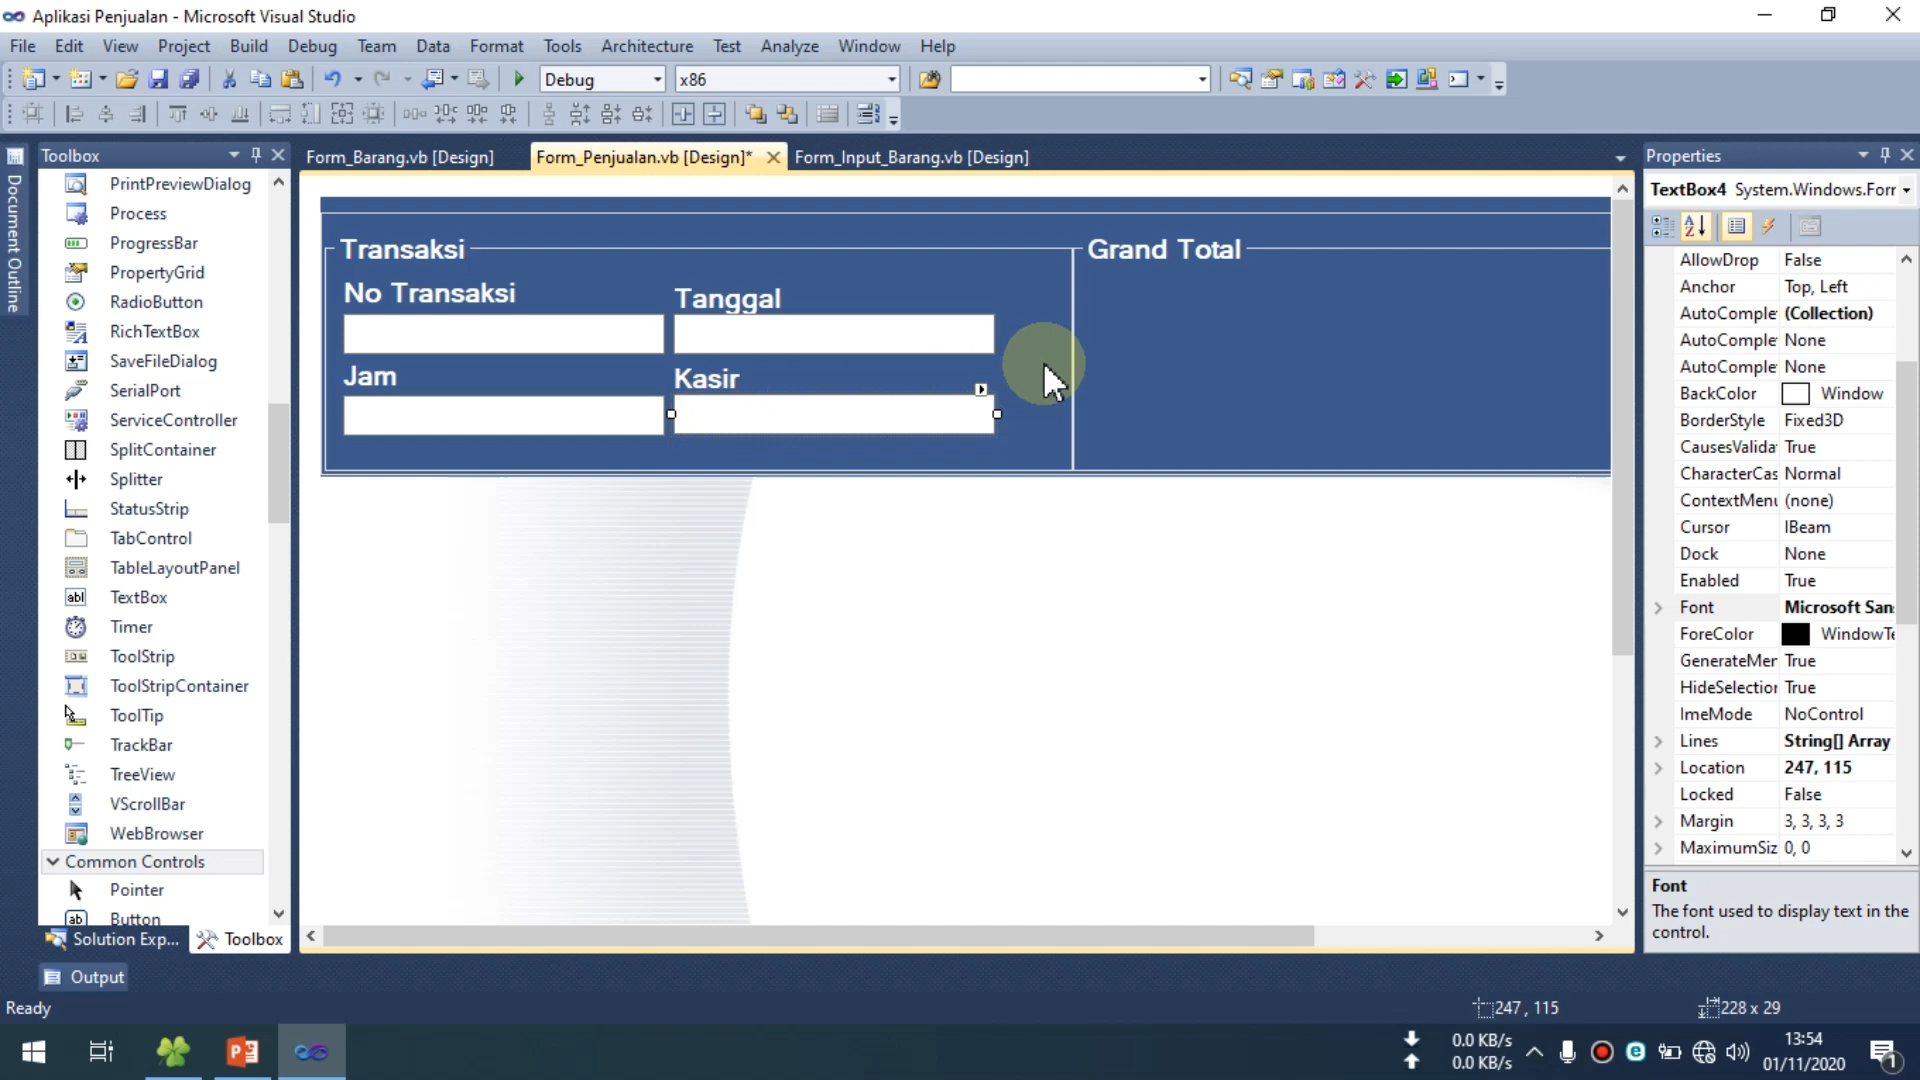 Aplikasi Penjualan - Microsoft Visual Studio
File Edit View Project Build Debug Team Data Format Tools Architecture Test Analyze Window Help
Debug x86
Document Outline
Toolbox
PrintPreviewDialog
Process
ProgressBar
PropertyGrid
RadioButton
RichTextBox
SaveFileDialog
SerialPort
ServiceController
SplitContainer
Splitter
StatusStrip
TabControl
TableLayoutPanel
TextBox
Timer
ToolStrip
ToolStripContainer
ToolTip
TrackBar
TreeView
VScrollBar
WebBrowser
Common Controls
Pointer
Button
Solution Exp... Toolbox
Output
Form_Barang.vb [Design] Form_Penjualan.vb [Design]* Form_Input_Barang.vb [Design]
Transaksi
No Transaksi Tanggal
Jam Kasir
Grand Total
Properties
TextBox4 System.Windows.Forr
AllowDrop False
Anchor Top, Left
AutoComple (Collection)
AutoComple None
AutoComple None
BackColor Window
BorderStyle Fixed3D
CausesValida True
CharacterCas Normal
ContextMenu (none)
Cursor IBeam
Dock None
Enabled True
Font Microsoft San
ForeColor WindowTe
GenerateMer True
HideSelection True
ImeMode NoControl
Lines String[] Array
Location 247, 115
Locked False
Margin 3, 3, 3, 3
MaximumSiz 0, 0
Font
The font used to display text in the
control.
Ready 247 , 115 228 x 29
0.0 KB/s
0.0 KB/s
13:54
01/11/2020
1